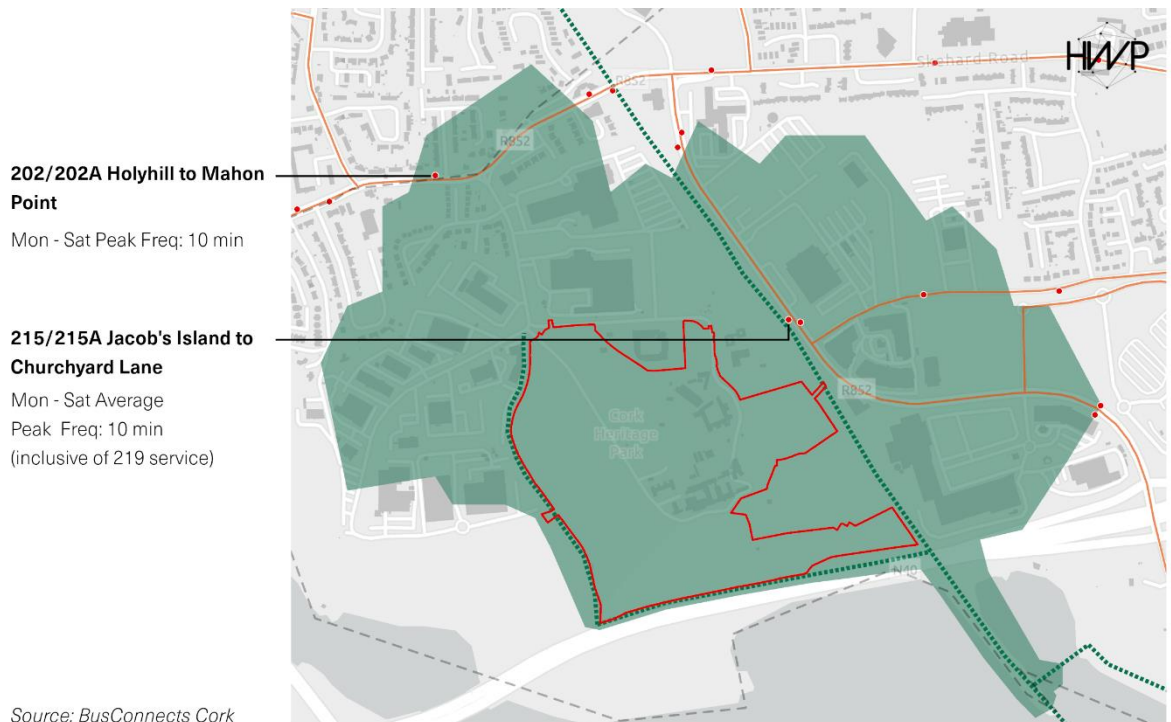 HWP
Skehard Road
R852
R852
202/202A Holyhill to Mahon
Point
Mon - Sat Peak Freq: 10 min
215/215A Jacob's Island to
Churchyard Lane
Mon - Sat Average
Peak Freq: 10 min
(inclusive of 219 service)
R852
Cork
Heritage
Park
N40
Source: BusConnects Cork